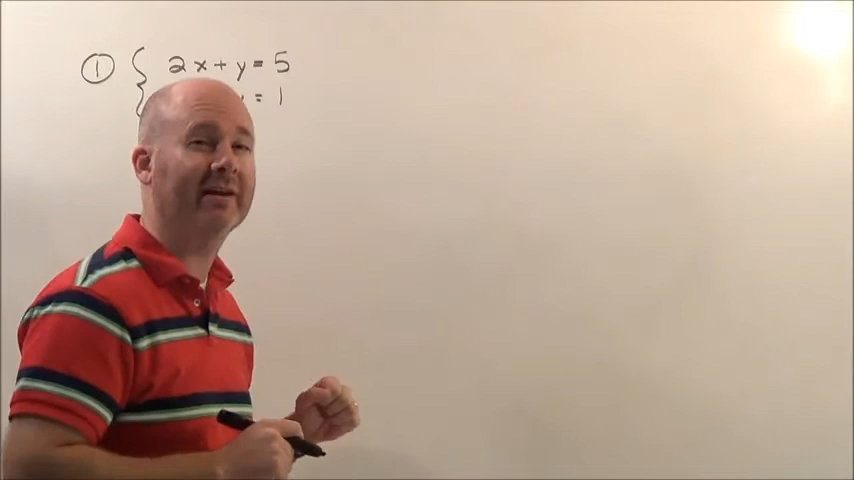 ① { 2x + y = 5
= 1